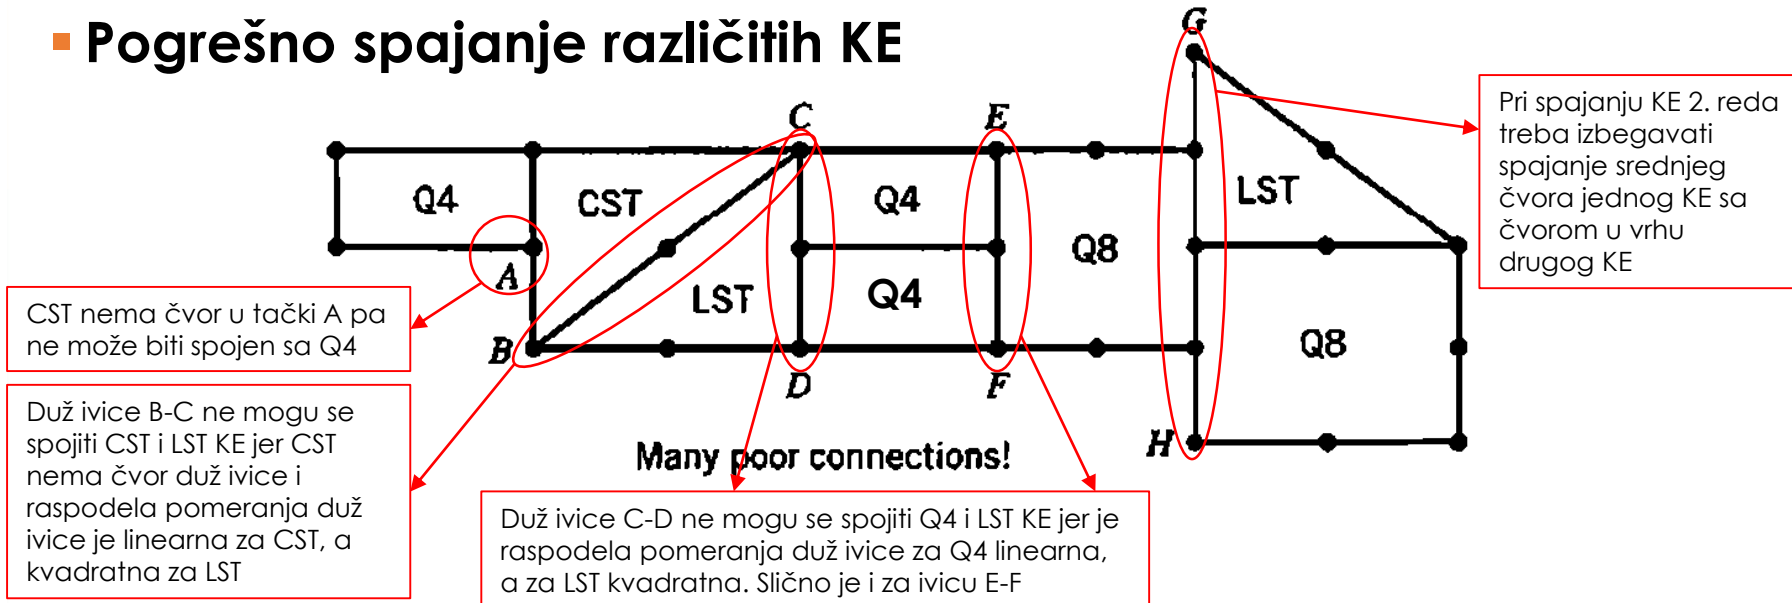 Pogrešno spajanje različitih KE
G
C
E
Q4
CST
Q4
LST
Q8
A
LST
Q4
Q8
B
D
F
H
Many poor connections!
Pri spajanju KE 2. reda
treba izbegavati
spajanje srednjeg
čvora jednog KE sa
čvorom u vrhu
drugog KE
CST nema čvor u tački A pa
ne može biti spojen sa Q4
Duž ivice B-C ne mogu se
spojiti CST i LST KE jer CST
nema čvor duž ivice i
raspodela pomeranja duž
ivice je linearna za CST, a
kvadratna za LST
Duž ivice C-D ne mogu se spojiti Q4 i LST KE jer je
raspodela pomeranja duž ivice za Q4 linearna,
a za LST kvadratna. Slično je i za ivicu E-F